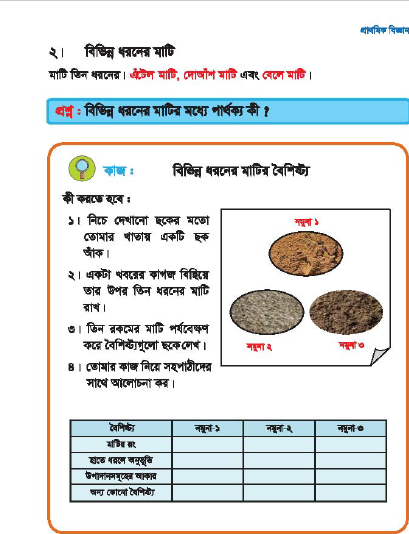 প্রাথমিক বিজ্ঞান
২। বিভিন্ন ধরনের মাটি
মাটি তিন ধরনের। এঁটেল মাটি, দোআঁশ মাটি এবং বেলে মাটি।
প্রশ্ন : বিভিন্ন ধরনের মাটির মধ্যে পার্থক্য কী ?
কাজ : বিভিন্ন ধরনের মাটির বৈশিষ্ট্য
কী করতে হবে :
১। নিচে দেখানো ছকের মতো
তোমার খাতায় একটি ছক
আঁক।
২। একটা খবরের কাগজ বিছিয়ে
তার উপর তিন ধরনের মাটি
রাখ।
৩। তিন রকমের মাটি পর্যবেক্ষণ
করে বৈশিষ্ট্যগুলো ছকে লেখ।
৪। তোমার কাজ নিয়ে সহপাঠীদের
সাথে আলোচনা কর।
নমুনা ১
নমুনা ২ নমুনা ৩
বৈশিষ্ট্য নমুনা-১ নমুনা-২ নমুনা-৩
মাটির রং
হাতে ধরলে অনুভূতি
উপাদানসমূহের আকার
অন্য কোনো বৈশিষ্ট্য